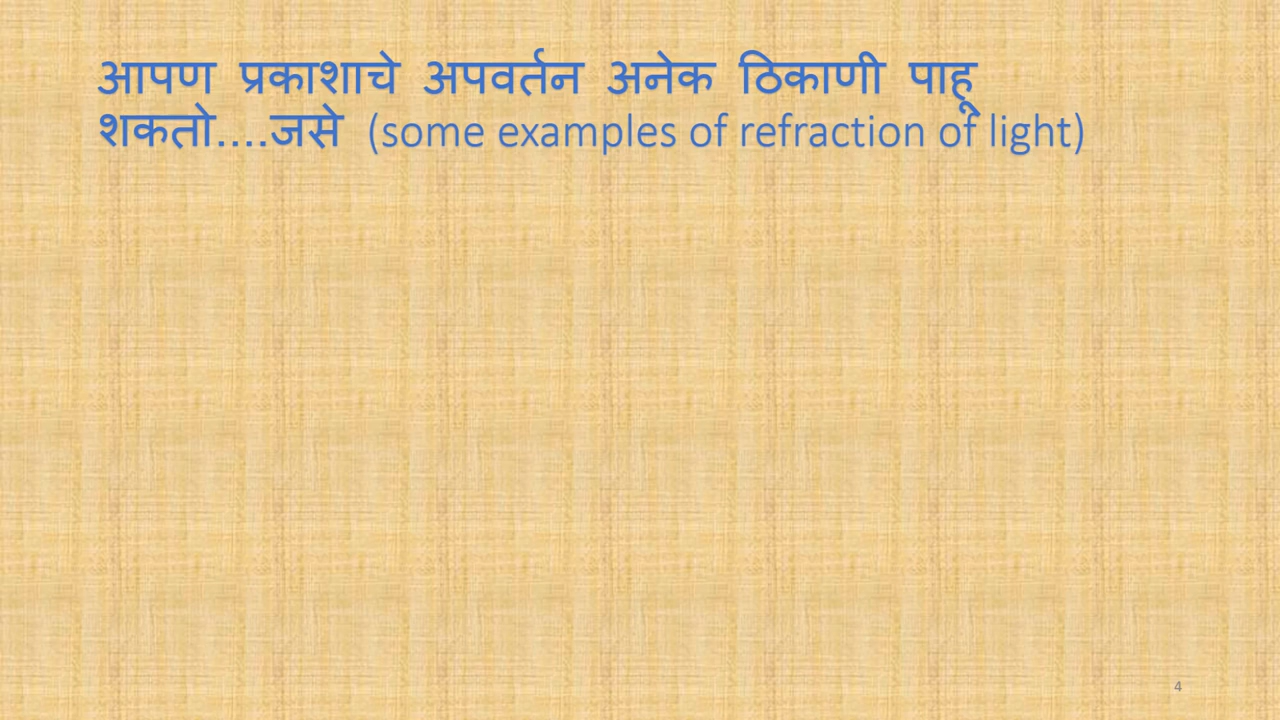 आपण प्रकाशाचे अपवर्तन अनेक ठिकाणी पाहू
शकतो....जसे (some examples of refraction of light)
4